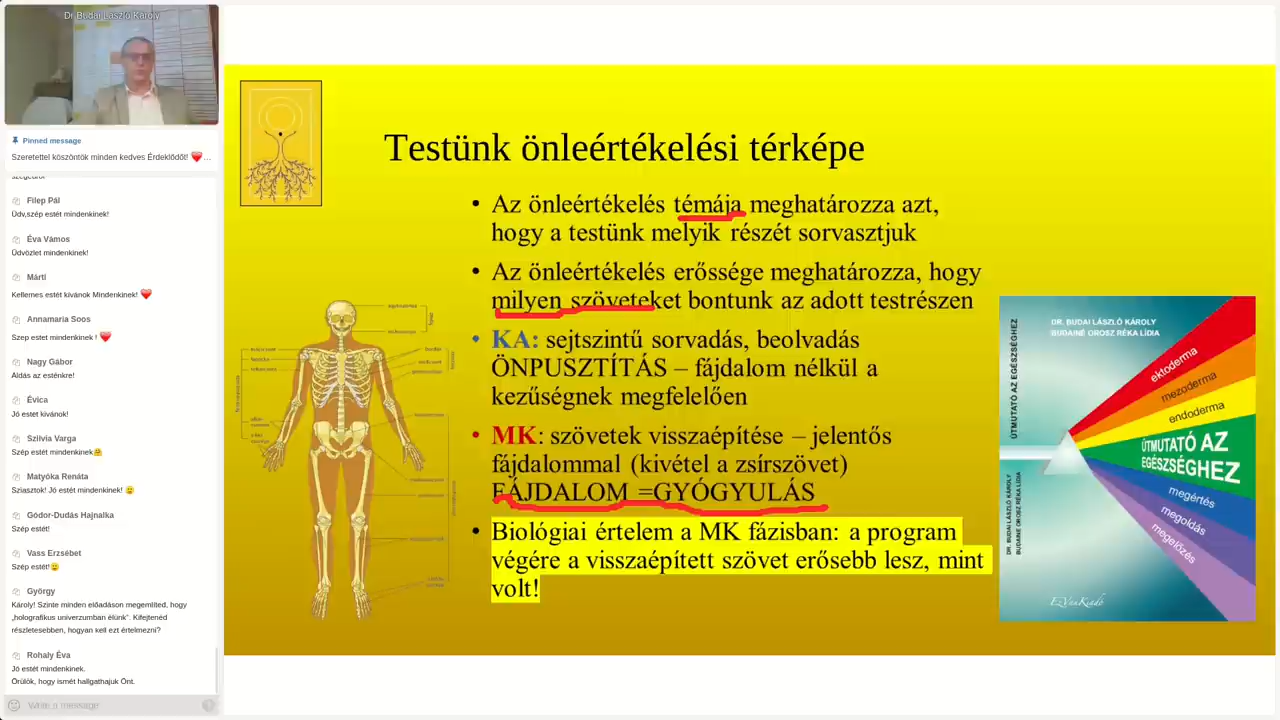 Dr Budai László Károly
Pinned message
Szeretettel köszöntök minden kedves Érdeklődőt! ❤️...
Filep Pál
Üdv,szép estét mindenkinek!
Éva Vámos
Üdvözlet mindenkinek!
Márti
Kellemes estét kívánok Mindenkinek! ❤️
Annamaria Soos
Szep estet mindenkinek ! ❤️
Nagy Gábor
Áldás az esténkre!
Évica
Jó estét kívánok!
Szilvia Varga
Szép estét mindenkinek🤗
Matyóka Renáta
Sziasztok! Jó estét mindenkinek! 🙂
Gódor-Dudás Hajnalka
Szép estét!
Vass Erzsébet
Szép estét!🙂
György
Károly! Szinte minden előadáson megemlíted, hogy
„holografikus univerzumban élünk”. Kifejtenéd
részletesebben, hogyan kell ezt értelmezni?
Rohaly Éva
Jó estét mindenkinek.
Örülök, hogy ismét hallgathajuk Önt.
Write a message
Testünk önleértékelési térképe
• Az önleértékelés témája meghatározza azt,
hogy a testünk melyik részét sorvasztjuk
• Az önleértékelés erőssége meghatározza, hogy
milyen szöveteket bontunk az adott testrészen
• KA: sejtszintű sorvadás, beolvadás
ÖNPUSZTÍTÁS – fájdalom nélkül a
kezűségnek megfelelően
• MK: szövetek visszaépítése – jelentős
fájdalommal (kivétel a zsírszövet)
FÁJDALOM =GYÓGYULÁS
• Biológiai értelem a MK fázisban: a program
végére a visszaépített szövet erősebb lesz, mint
volt!
DR. BUDAI LÁSZLÓ KÁROLY
BUDAINÉ OROSZ RÉKA LÍDIA
ektoderma
mezoderma
endoderma
ÚTMUTATÓ AZ
EGÉSZSÉGHEZ
megértés
megoldás
megelőzés
ÚTMUTATÓ AZ EGÉSZSÉGHEZ
DR. BUDAI LÁSZLÓ KÁROLY
BUDAINÉ OROSZ RÉKA LÍDIA